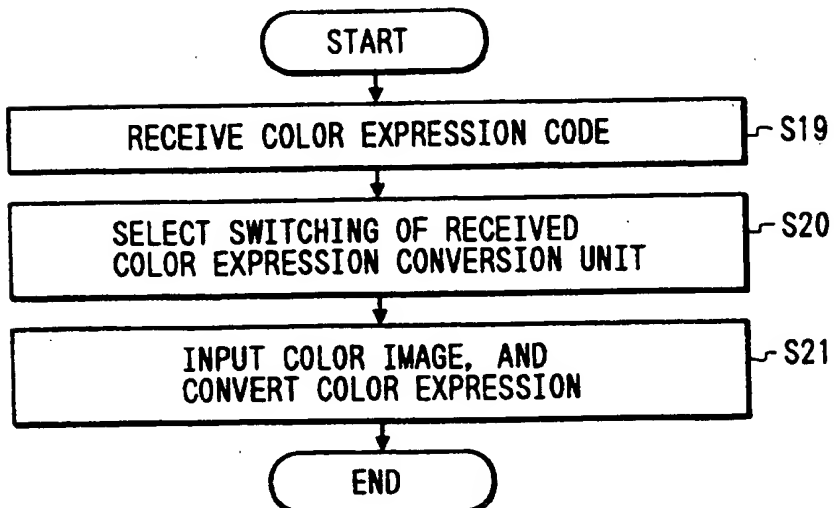 START
RECEIVE COLOR EXPRESSION CODE
S19
SELECT SWITCHING OF RECEIVED
COLOR EXPRESSION CONVERSION UNIT
S20
INPUT COLOR IMAGE, AND
CONVERT COLOR EXPRESSION
S21
END